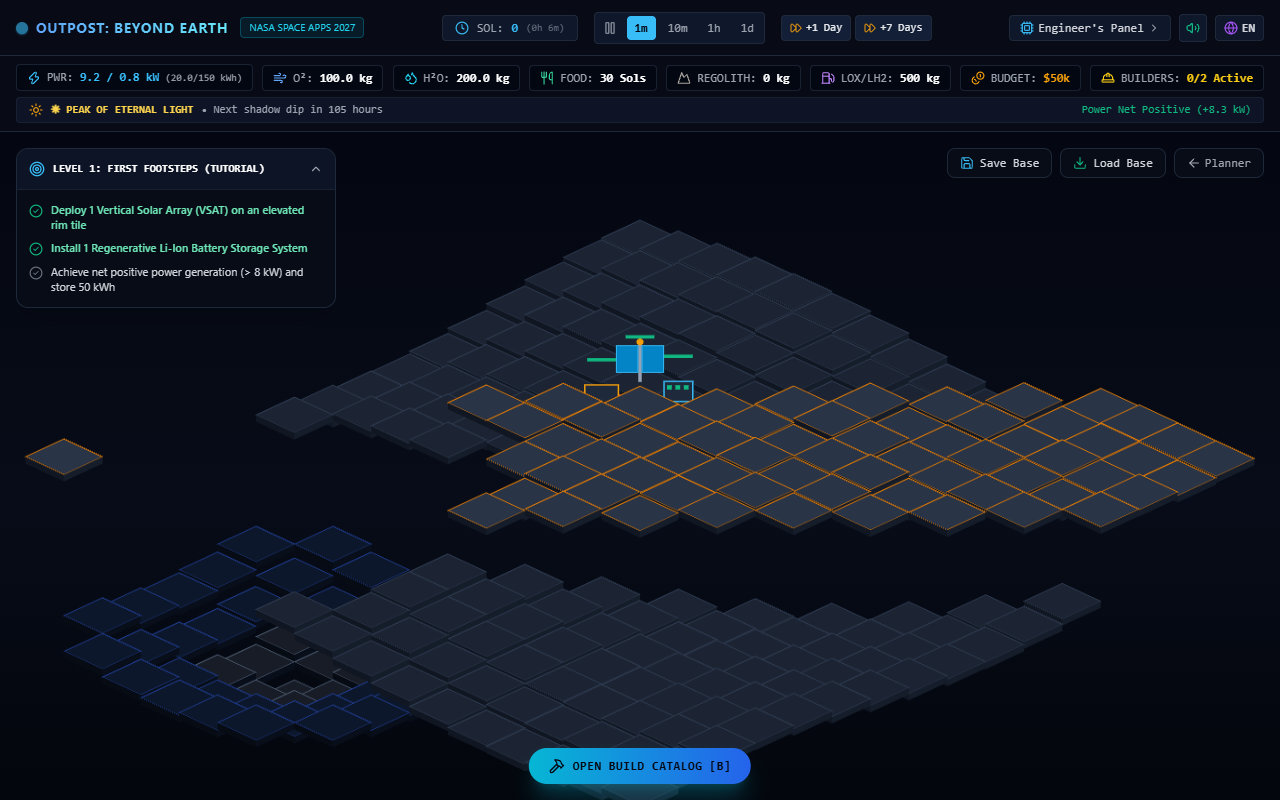 OUTPOST: BEYOND EARTH
NASA SPACE APPS 2027
SOL: 0 (0h 6m)
1m 10m 1h 1d
+1 Day
+7 Days
Engineer's Panel
EN
PWR: 9.2 / 0.8 kW (20.0/150 kWh)
O²: 100.0 kg
H²O: 200.0 kg
FOOD: 30 Sols
REGOLITH: 0 kg
LOX/LH2: 500 kg
BUDGET: $50k
BUILDERS: 0/2 Active
PEAK OF ETERNAL LIGHT • Next shadow dip in 105 hours
Power Net Positive (+8.3 kW)
LEVEL 1: FIRST FOOTSTEPS (TUTORIAL)
Deploy 1 Vertical Solar Array (VSAT) on an elevated
rim tile
Install 1 Regenerative Li-Ion Battery Storage System
Achieve net positive power generation (> 8 kW) and
store 50 kWh
Save Base
Load Base
Planner
OPEN BUILD CATALOG [B]